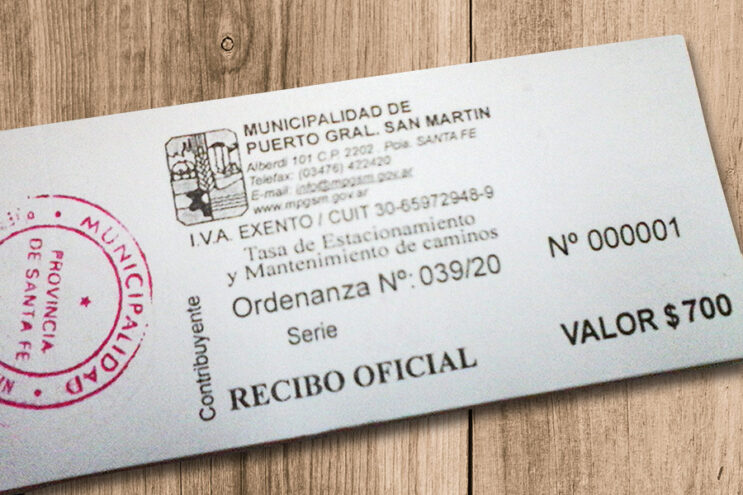 MUNICIPALIDAD DE
PUERTO GRAL. SAN MARTIN
Alberdi 101 C.P. 2202 Pcia. SANTA FE
Telefax: (03476) 422420
E-mail: info@mpgsm.gov.ar
www.mpgsm.gov.ar
I.V.A. EXENTO / CUIT 30-65972948-9
Tasa de Estacionamiento
y Mantenimiento de caminos
Ordenanza Nº: 039/20
Nº 000001
Serie
VALOR $ 700
RECIBO OFICIAL
Contribuyente
MUNICIPALIDAD
PROVINCIA
DE SANTA FE